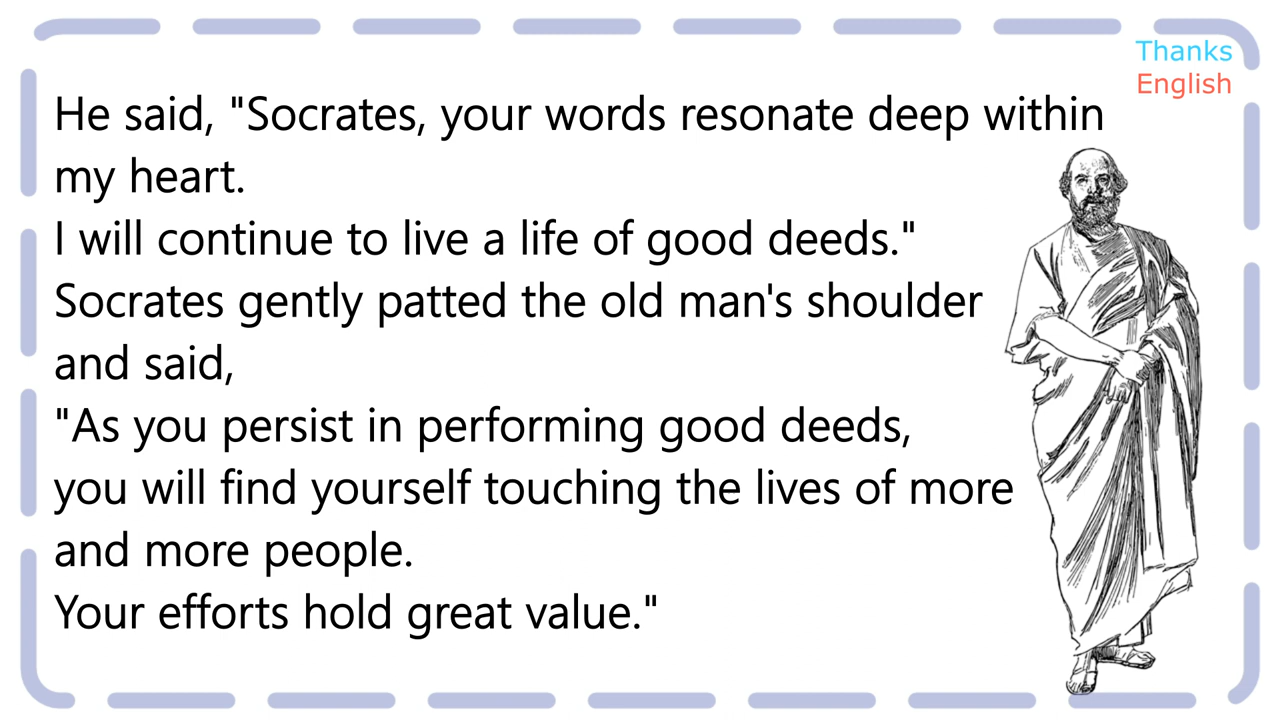 Thanks
English
He said, "Socrates, your words resonate deep within
my heart.
I will continue to live a life of good deeds."
Socrates gently patted the old man's shoulder
and said,
"As you persist in performing good deeds,
you will find yourself touching the lives of more
and more people.
Your efforts hold great value."